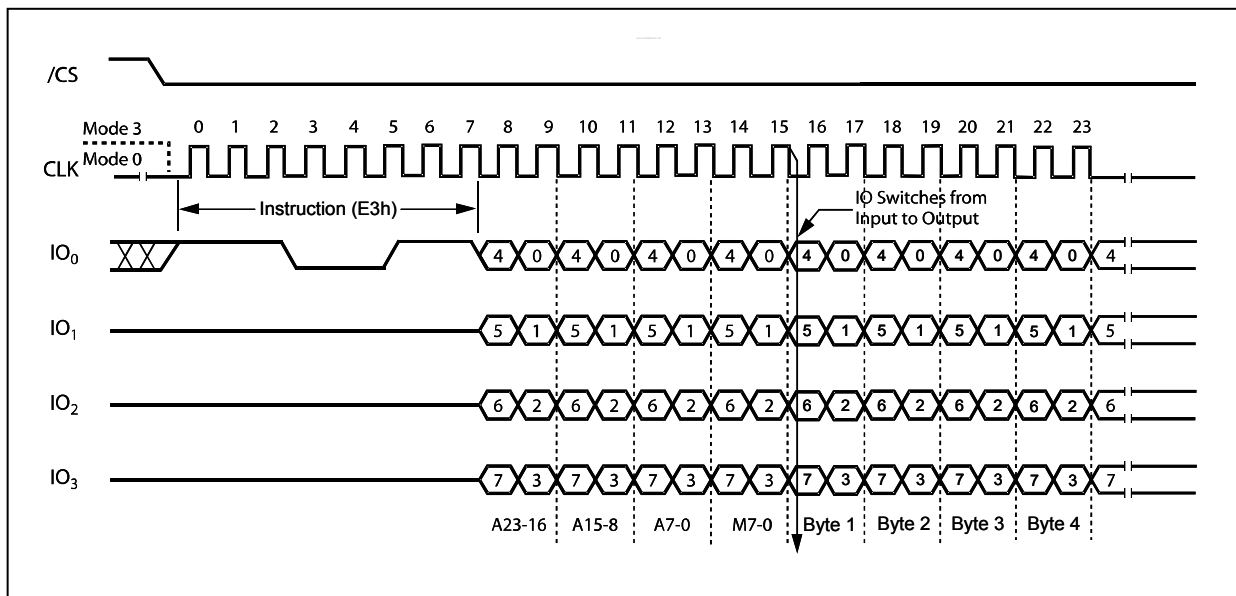 /CS
Mode 3
0 1 2 3 4 5 6 7 8 9 10 11 12 13 14 15 16 17 18 19 20 21 22 23
Mode 0
CLK
Instruction (E3h)
IO Switches from
Input to Output
IO0 4 0 4 0 4 0 4 0 4 0 4 0 4 0 4 0 4
IO1 5 1 5 1 5 1 5 1 5 1 5 1 5 1 5 1 5
IO2 6 2 6 2 6 2 6 2 6 2 6 2 6 2 6 2 6
IO3 7 3 7 3 7 3 7 3 7 3 7 3 7 3 7 3 7
A23-16 A15-8 A7-0 M7-0 Byte 1 Byte 2 Byte 3 Byte 4